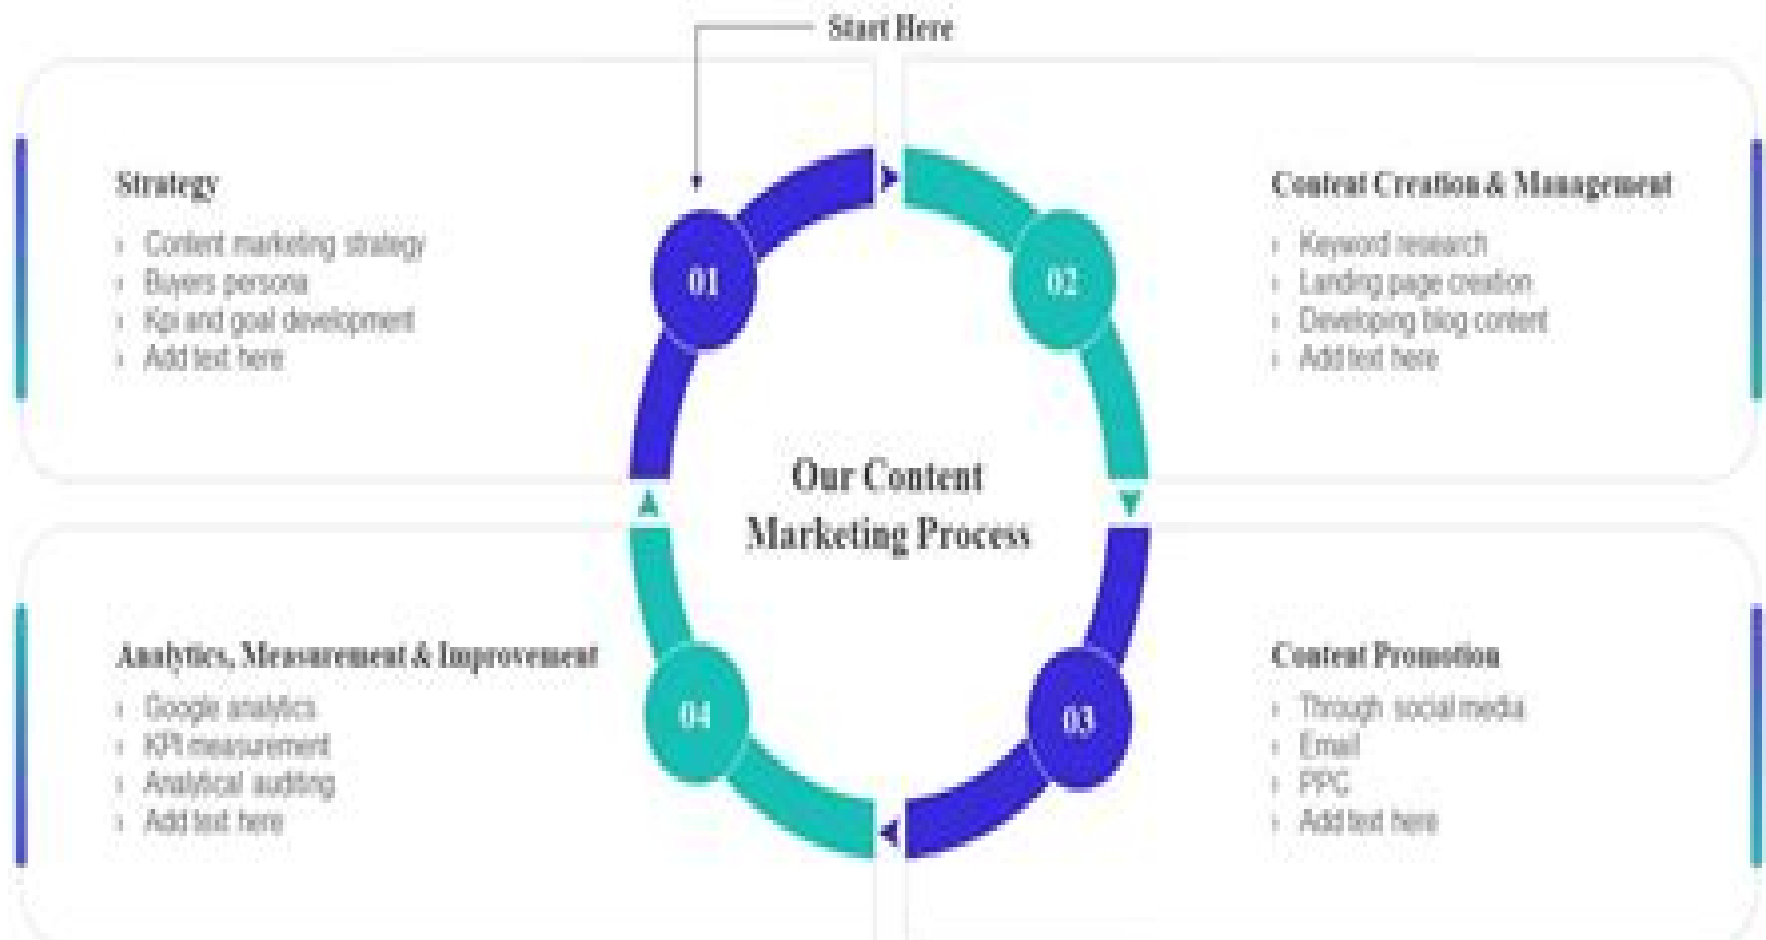 Start Here
Strategy
Content marketing strategy
Buyers persona
Kpi and goal development
Add text here
01
02
Content Creation & Management
Keyword research
Landing page creation
Developing blog content
Add text here
Our Content
Marketing Process
Analytics, Measurement & Improvement
Google analytics
KPI measurement
Analytical auditing
Add text here
04
03
Content Promotion
Through social media
Email
PPC
Add text here